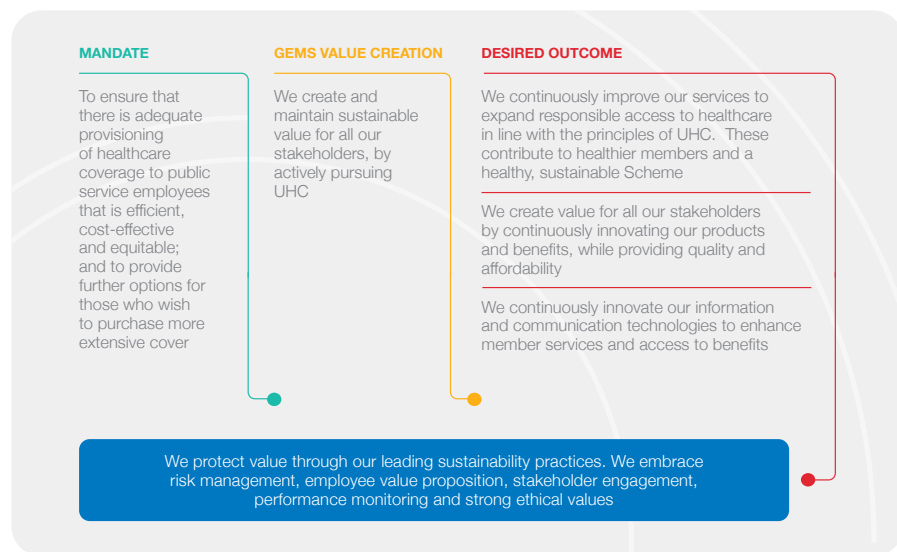 MANDATE
To ensure that
there is adequate
provisioning
of healthcare
coverage to public
service employees
that is efficient,
cost-effective
and equitable;
and to provide
further options for
those who wish
to purchase more
extensive cover
GEMS VALUE CREATION
We create and
maintain sustainable
value for all our
stakeholders, by
actively pursuing
UHC
DESIRED OUTCOME
We continuously improve our services to
expand responsible access to healthcare
in line with the principles of UHC.  These
contribute to healthier members and a
healthy, sustainable Scheme
We create value for all our stakeholders
by continuously innovating our products
and benefits, while providing quality and
affordability
We continuously innovate our information
and communication technologies to enhance
member services and access to benefits
We protect value through our leading sustainability practices. We embrace
risk management, employee value proposition, stakeholder engagement,
performance monitoring and strong ethical values